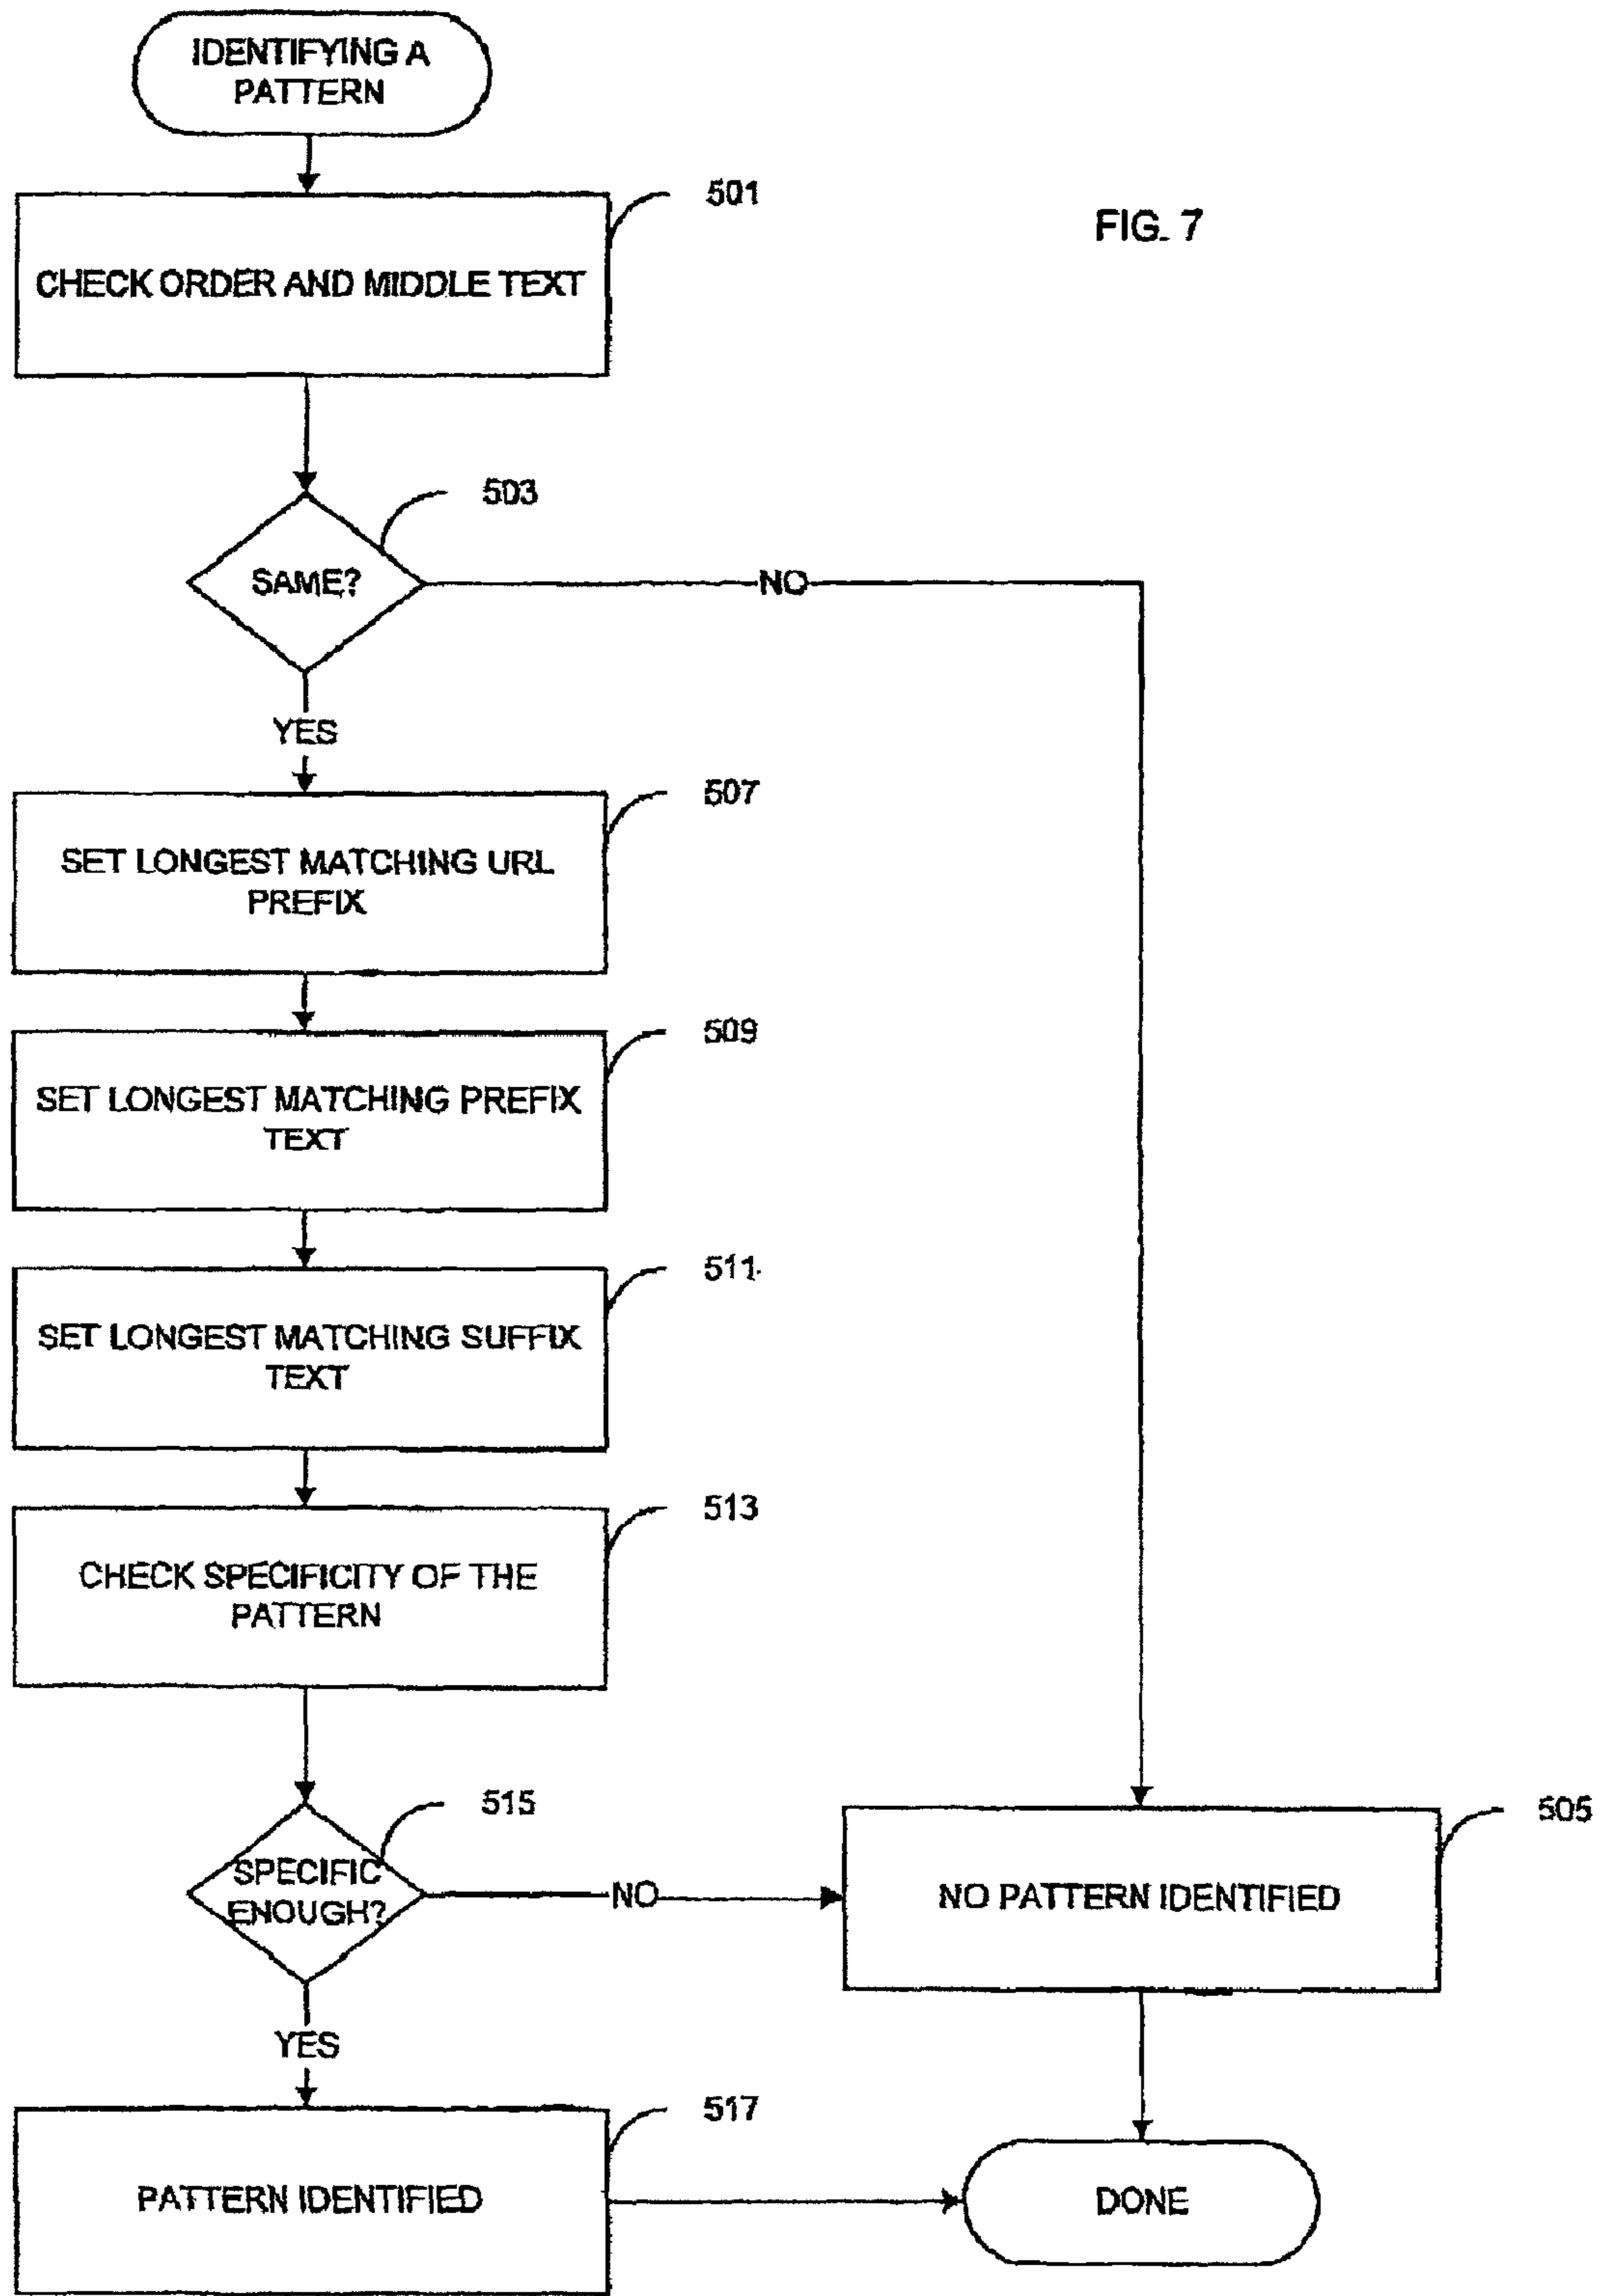 IDENTIFYING A
PATTERN
501
FIG. 7
CHECK ORDER AND MIDDLE TEXT
503
SAME?
NO
YES
507
SET LONGEST MATCHING URL
PREFIX
509
SET LONGEST MATCHING PREFIX
TEXT
511
SET LONGEST MATCHING SUFFIX
TEXT
513
CHECK SPECIFICITY OF THE
PATTERN
515
505
SPECIFIC
ENOUGH?
NO
NO PATTERN IDENTIFIED
YES
517
PATTERN IDENTIFIED
DONE